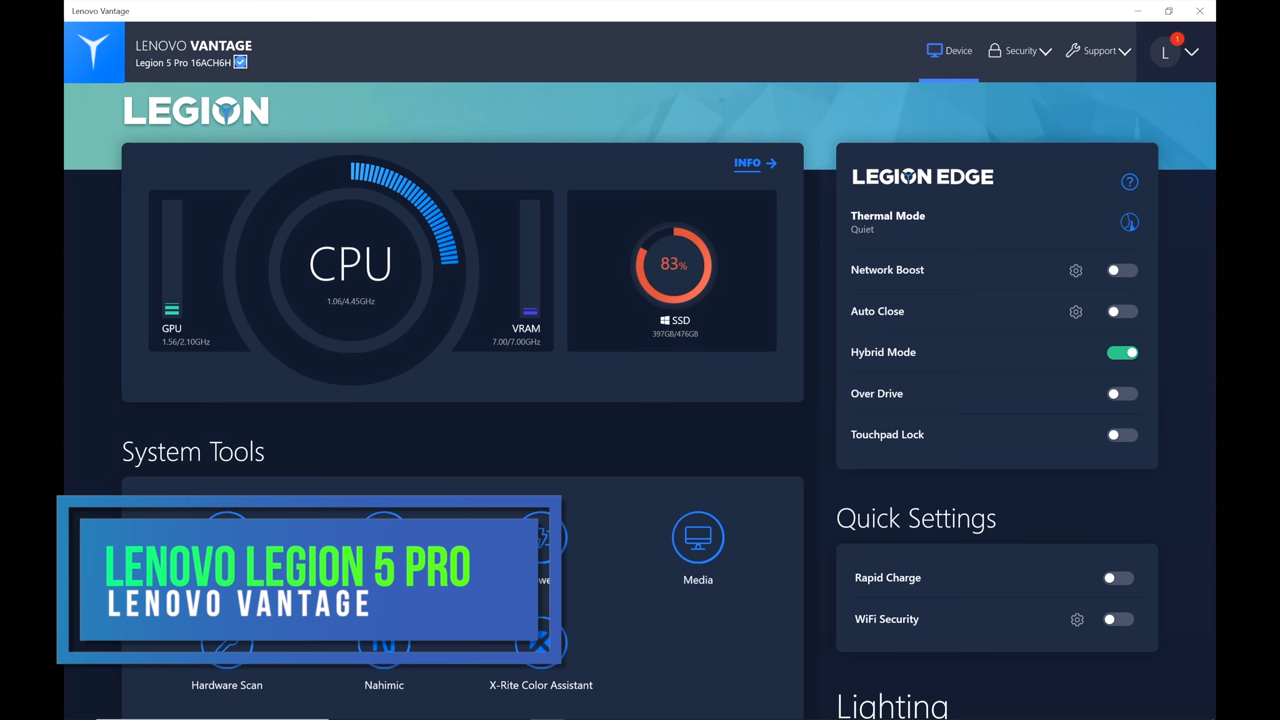 Lenovo Vantage
LENOVO VANTAGE
Legion 5 Pro 16ACH6H
Device
Security
Support
L
1
LEGION
INFO
CPU
1.06/4.45GHz
GPU
1.56/2.10GHz
VRAM
7.00/7.00GHz
83%
SSD
397GB/476GB
LEGION EDGE
?
Thermal Mode
Quiet
Network Boost
Auto Close
Hybrid Mode
Over Drive
Touchpad Lock
System Tools
Media
Hardware Scan
Nahimic
X-Rite Color Assistant
Quick Settings
Rapid Charge
WiFi Security
Lighting
LENOVO LEGION 5 PRO
LENOVO VANTAGE